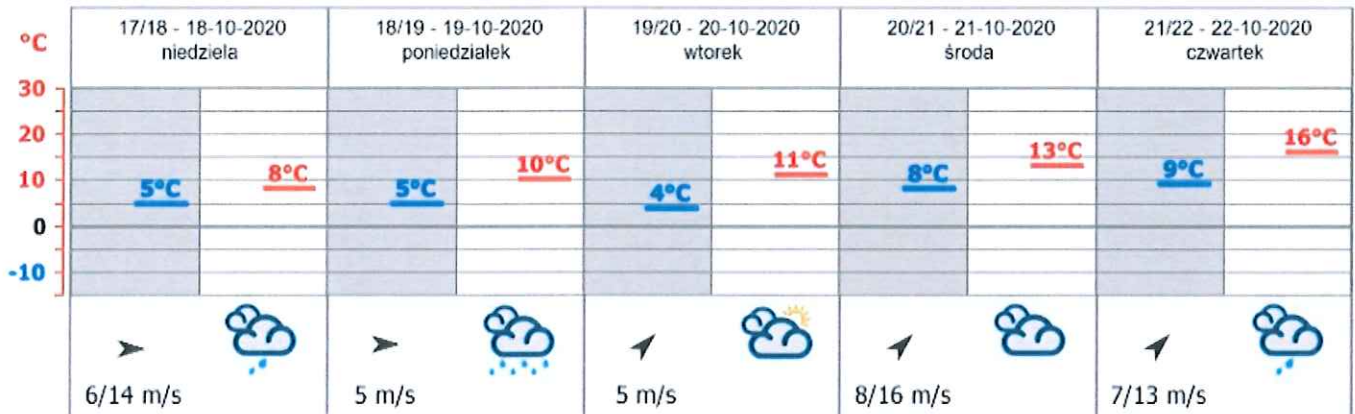 °C
17/18 - 18-10-2020
niedziela
18/19 - 19-10-2020
poniedziałek
19/20 - 20-10-2020
wtorek
20/21 - 21-10-2020
środa
21/22 - 22-10-2020
czwartek
30
20
10
0
-10
5°C
8°C
5°C
10°C
4°C
11°C
8°C
13°C
9°C
16°C
6/14 m/s
5 m/s
5 m/s
8/16 m/s
7/13 m/s